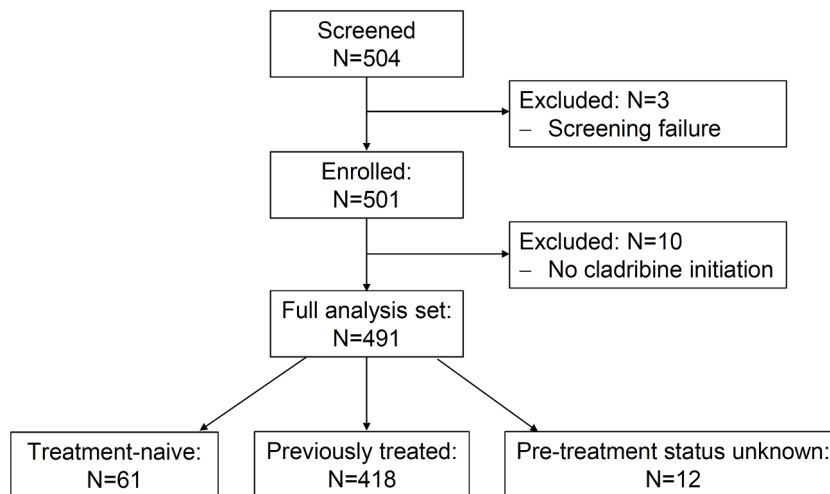 Screened
N=504
Excluded: N=3
– Screening failure
Enrolled:
N=501
Excluded: N=10
– No cladribine initiation
Full analysis set:
N=491
Treatment-naive:
N=61
Previously treated:
N=418
Pre-treatment status unknown:
N=12